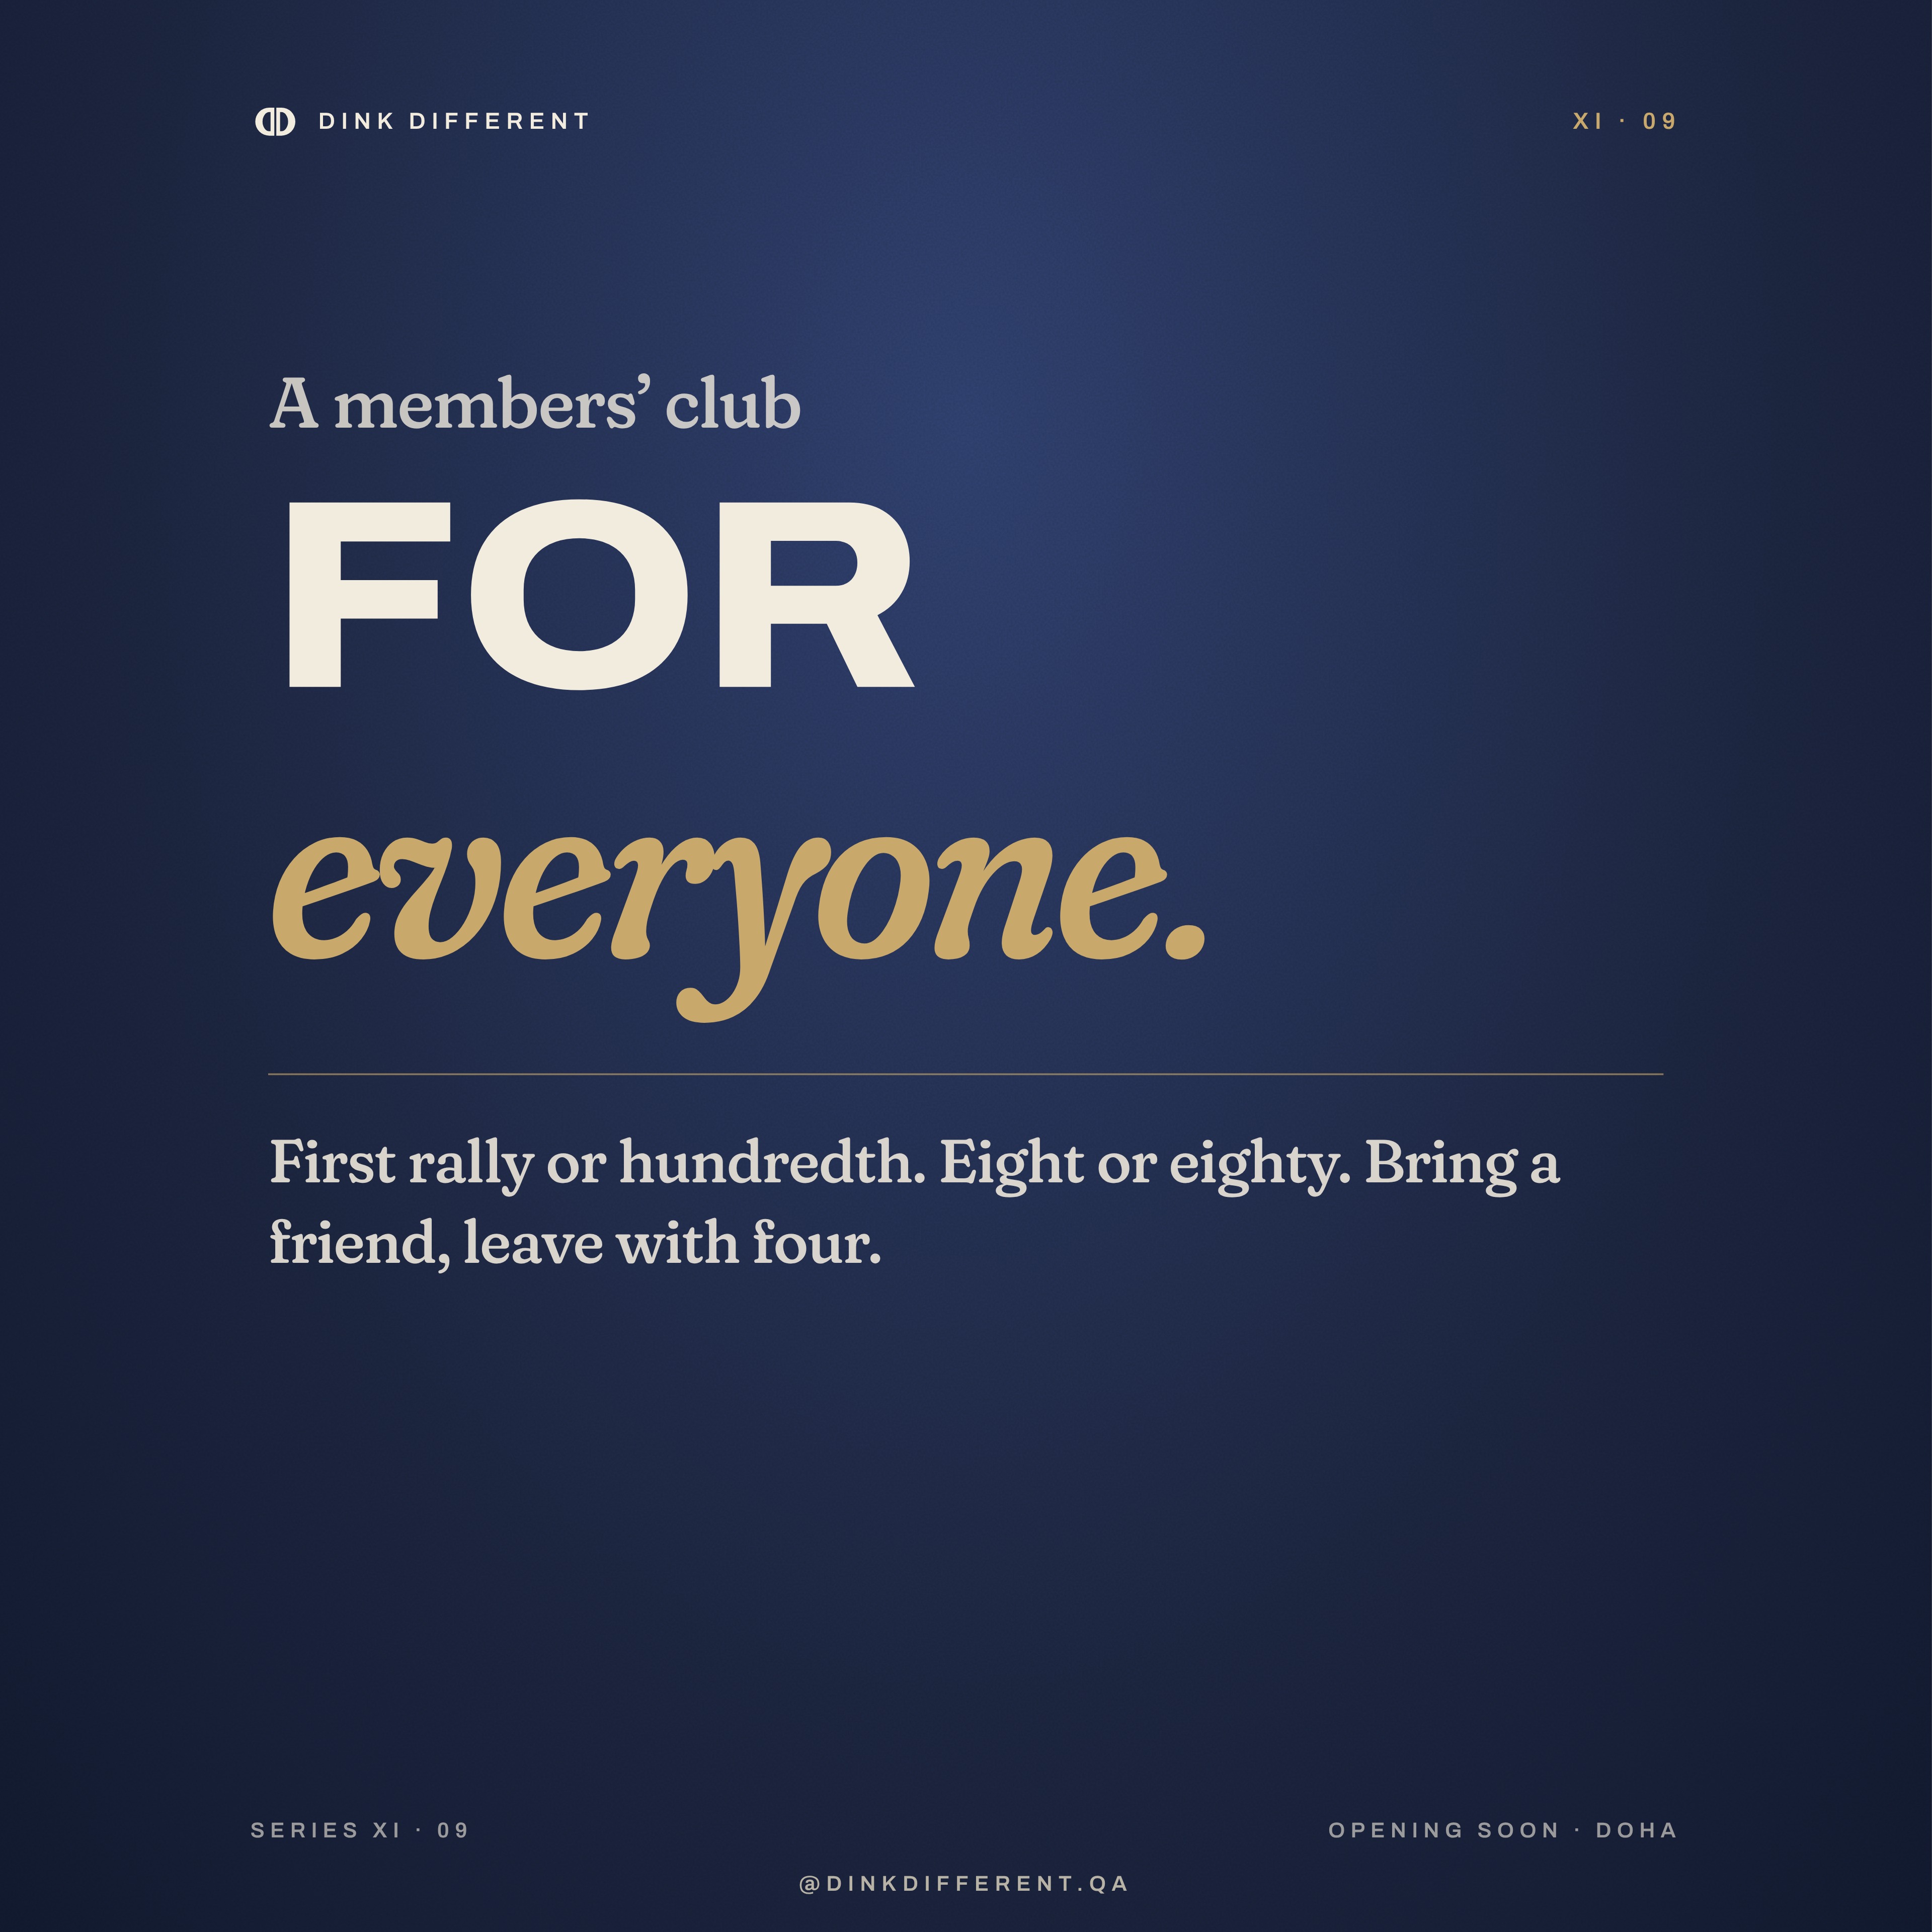 DINK DIFFERENT
XI · 09
A members’ club
FOR
everyone.
First rally or hundredth. Eight or eighty. Bring a
friend, leave with four.
SERIES XI · 09
OPENING SOON · DOHA
@DINKDIFFERENT.QA